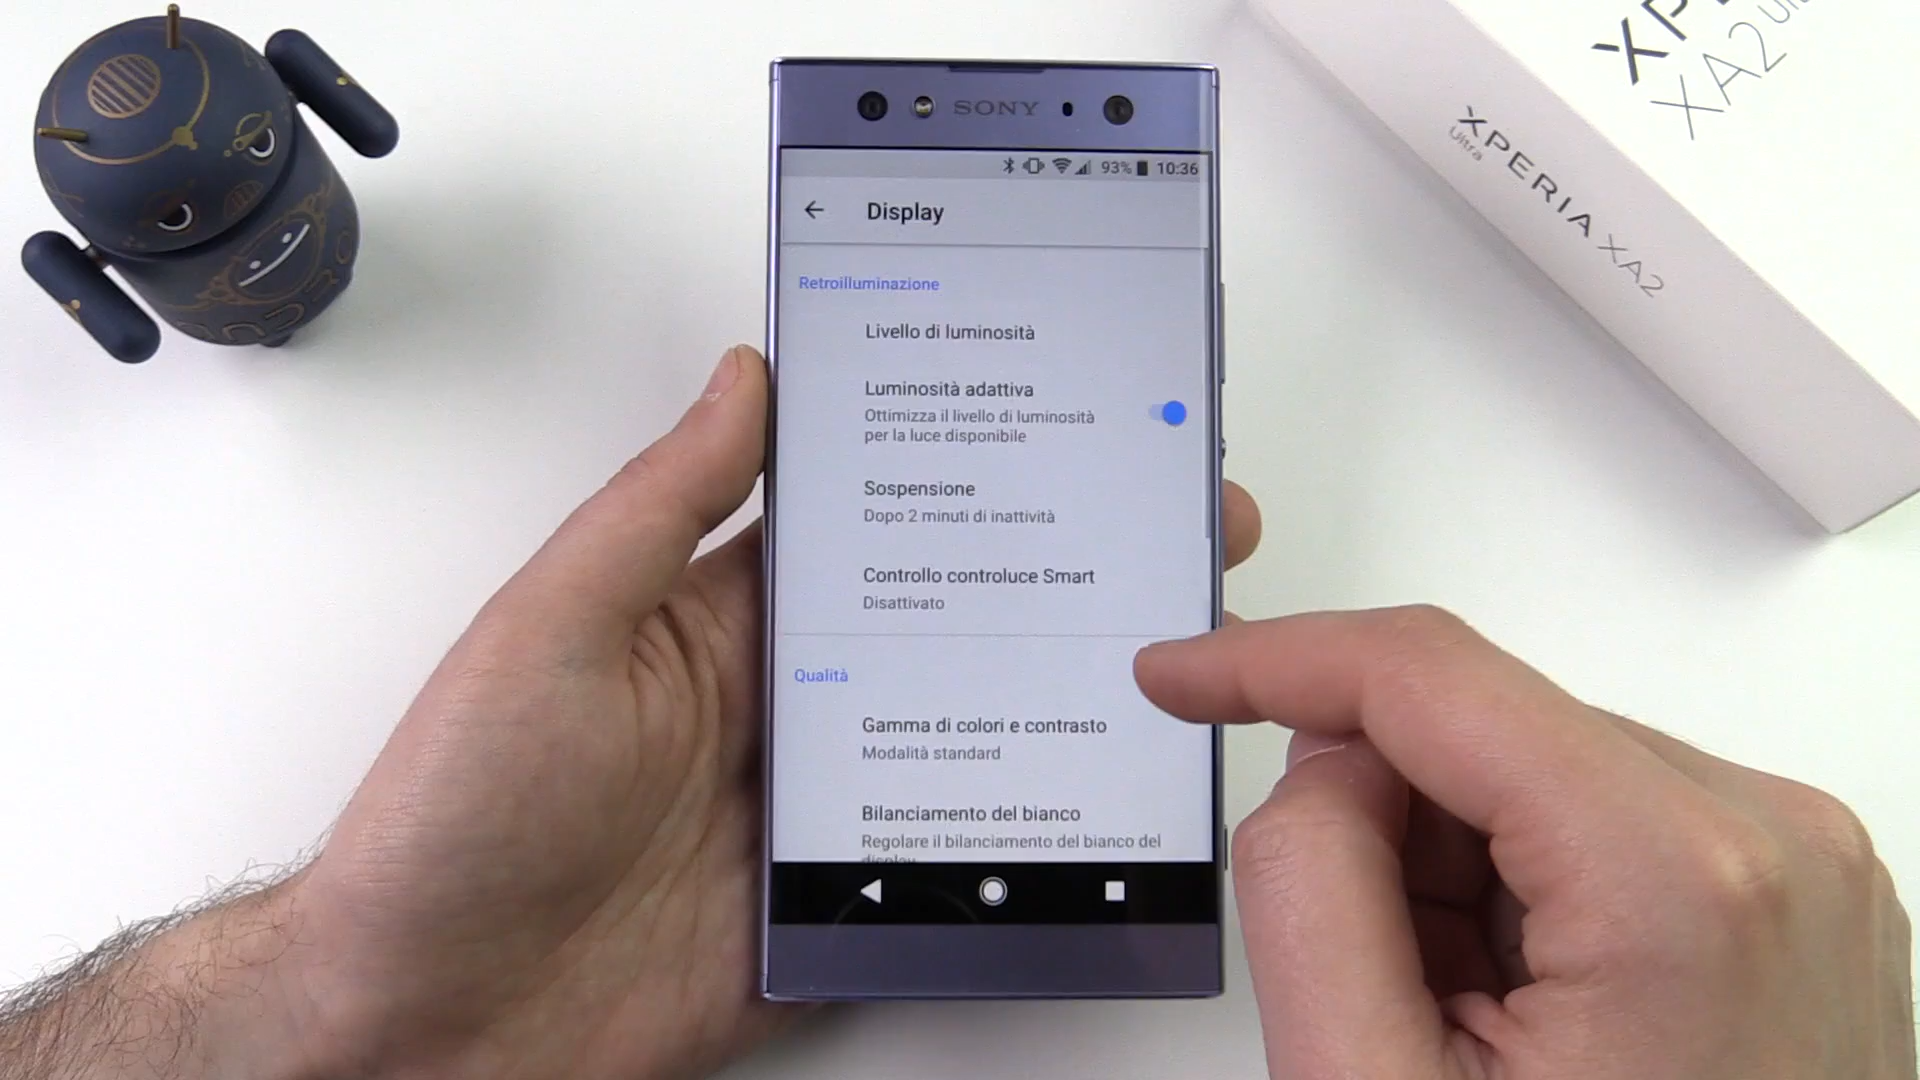 SONY
93% 10:36
Display
Retroilluminazione
Livello di luminosità
Luminosità adattiva
Ottimizza il livello di luminosità
per la luce disponibile
Sospensione
Dopo 2 minuti di inattività
Controllo controluce Smart
Disattivato
Qualità
Gamma di colori e contrasto
Modalità standard
Bilanciamento del bianco
Regolare il bilanciamento del bianco del
display
XPERIA XA2
Ultra
XA2